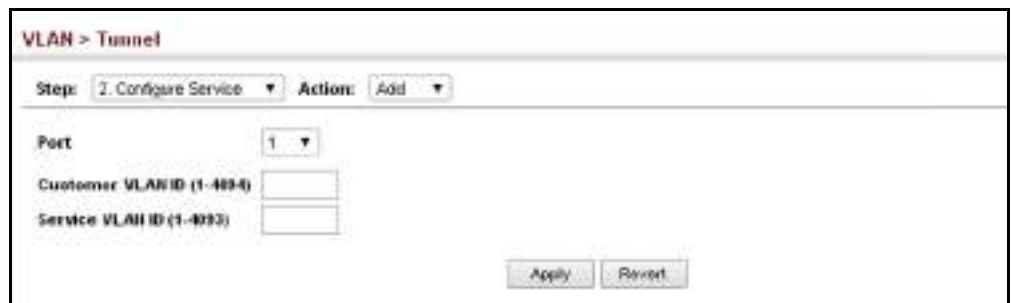 VLAN > Tunnel
Step: 2. Configure Service Action: Add
Port 1
Customer VLAN ID (1-4094)
Service VLAN ID (1-4093)
Apply Revert